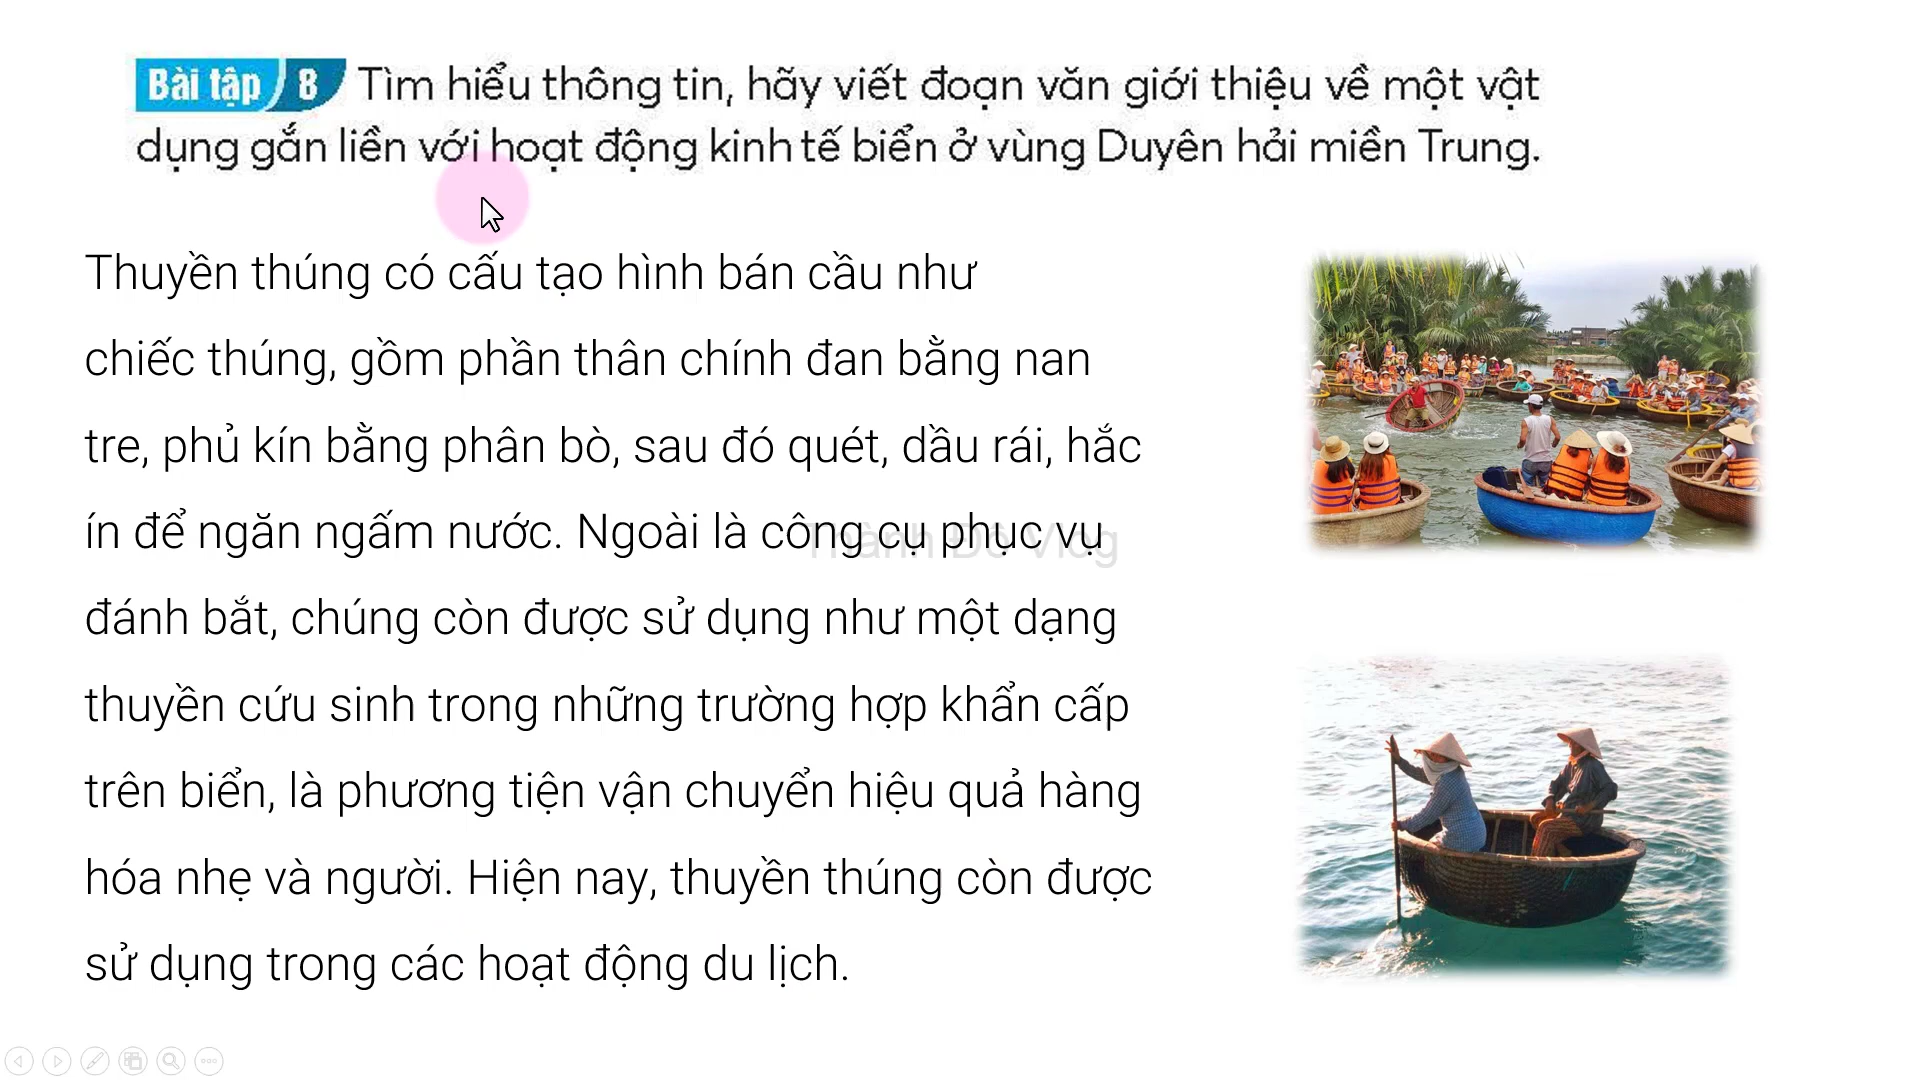 Bài tập 8 Tìm hiểu thông tin, hãy viết đoạn văn giới thiệu về một vật
dụng gắn liền với hoạt động kinh tế biển ở vùng Duyên hải miền Trung.
Thuyền thúng có cấu tạo hình bán cầu như
chiếc thúng, gồm phần thân chính đan bằng nan
tre, phủ kín bằng phân bò, sau đó quét, dầu rái, hắc
ín để ngăn ngấm nước. Ngoài là công cụ phục vụ
Thành Đô Vlog
đánh bắt, chúng còn được sử dụng như một dạng
thuyền cứu sinh trong những trường hợp khẩn cấp
trên biển, là phương tiện vận chuyển hiệu quả hàng
hóa nhẹ và người. Hiện nay, thuyền thúng còn được
sử dụng trong các hoạt động du lịch.